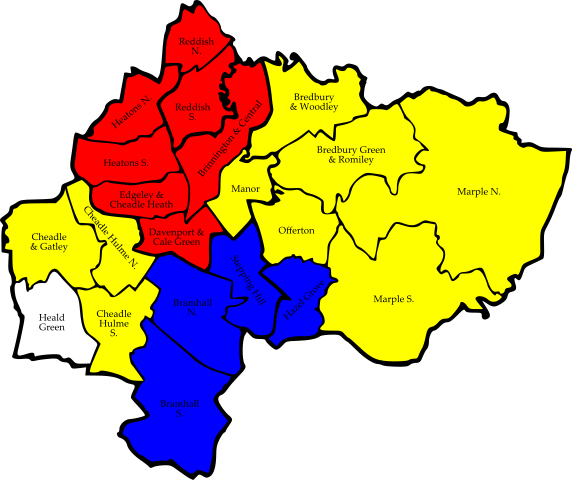 Reddish
N.
Heatons N.
Reddish
S.
Brinnington & Central
Bredbury
& Woodley
Heatons S.
Bredbury Green
& Romiley
Edgeley &
Cheadle Heath
Manor
Marple N.
Cheadle
& Gatley
Cheadle Hulme N.
Davenport &
Cale Green
Offerton
Stepping Hill
Hazel Grove
Bramhall
N.
Marple S.
Heald
Green
Cheadle
Hulme
S.
Bramhall
S.